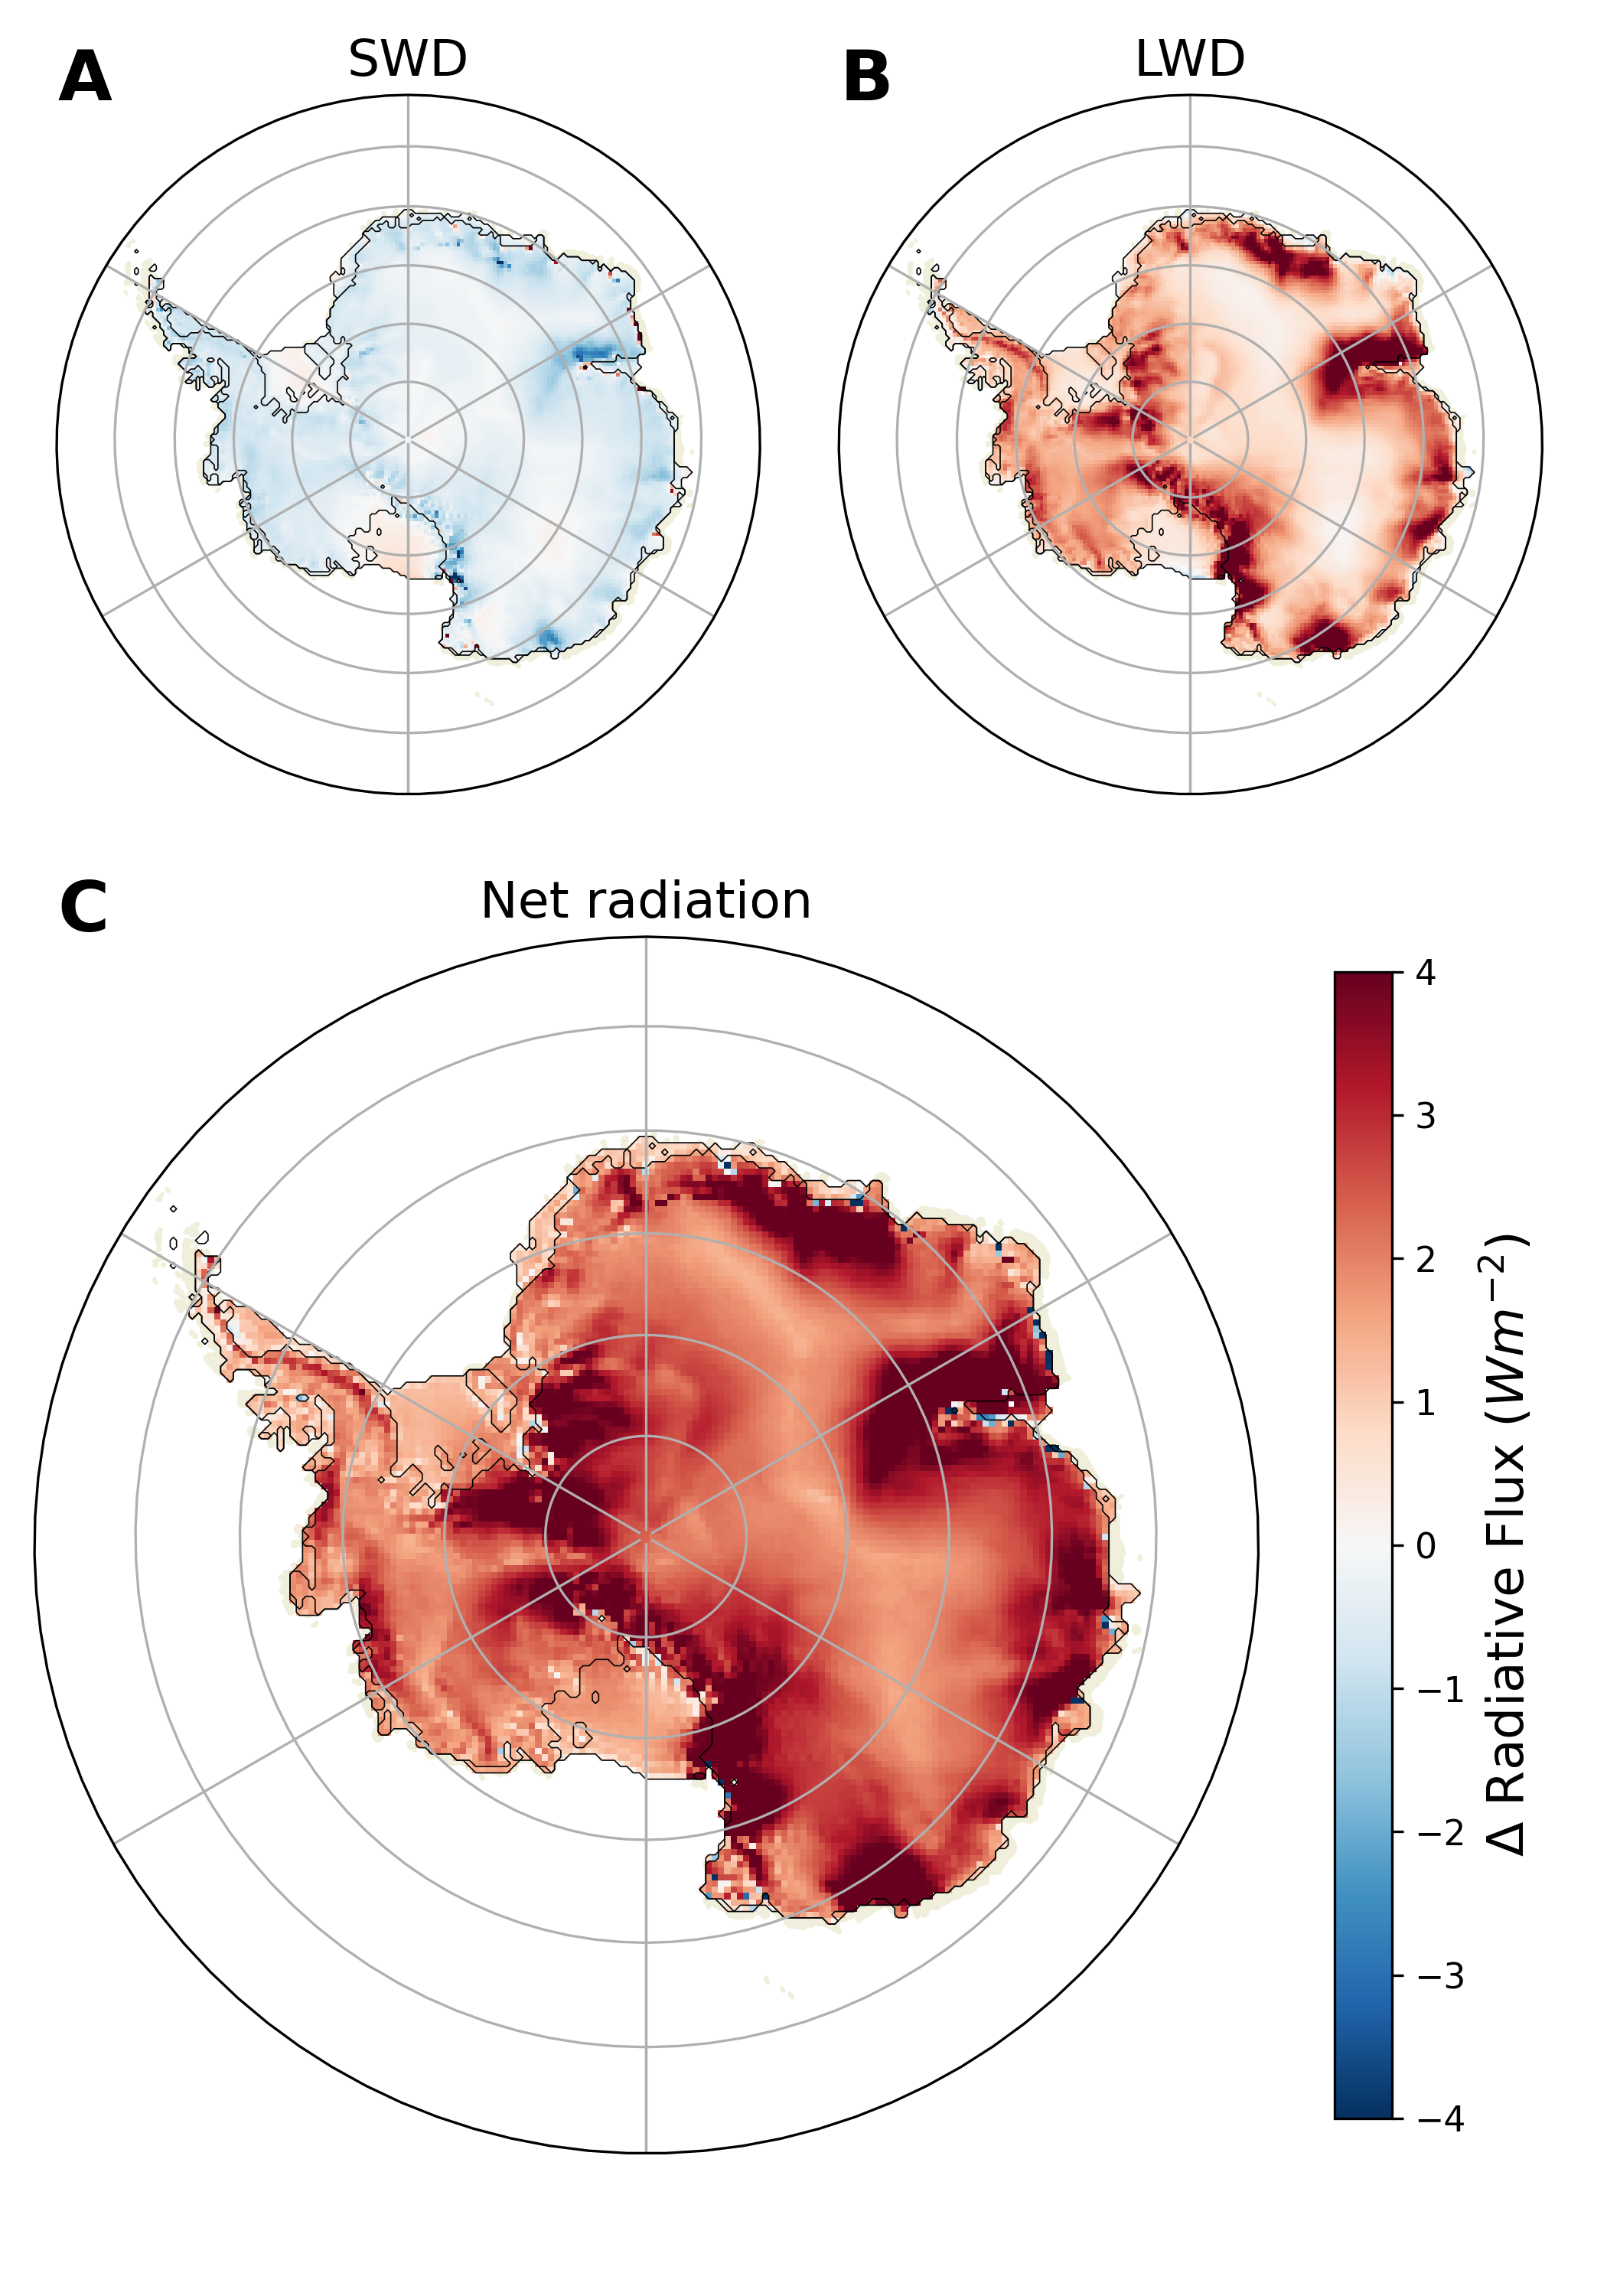 A
SWD
B
LWD
C
Net radiation
4
3
2
1
0
−1
−2
−3
−4
Δ Radiative Flux (Wm⁻²)